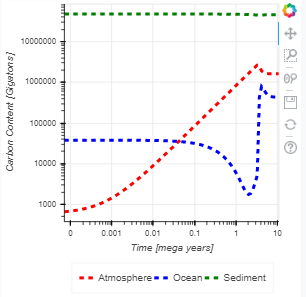 Carbon Content [Gigatons]
10000000
1000000
100000
10000
1000
0 0.001 0.01 0.1 1 10
Time [mega years]
Atmosphere Ocean Sediment